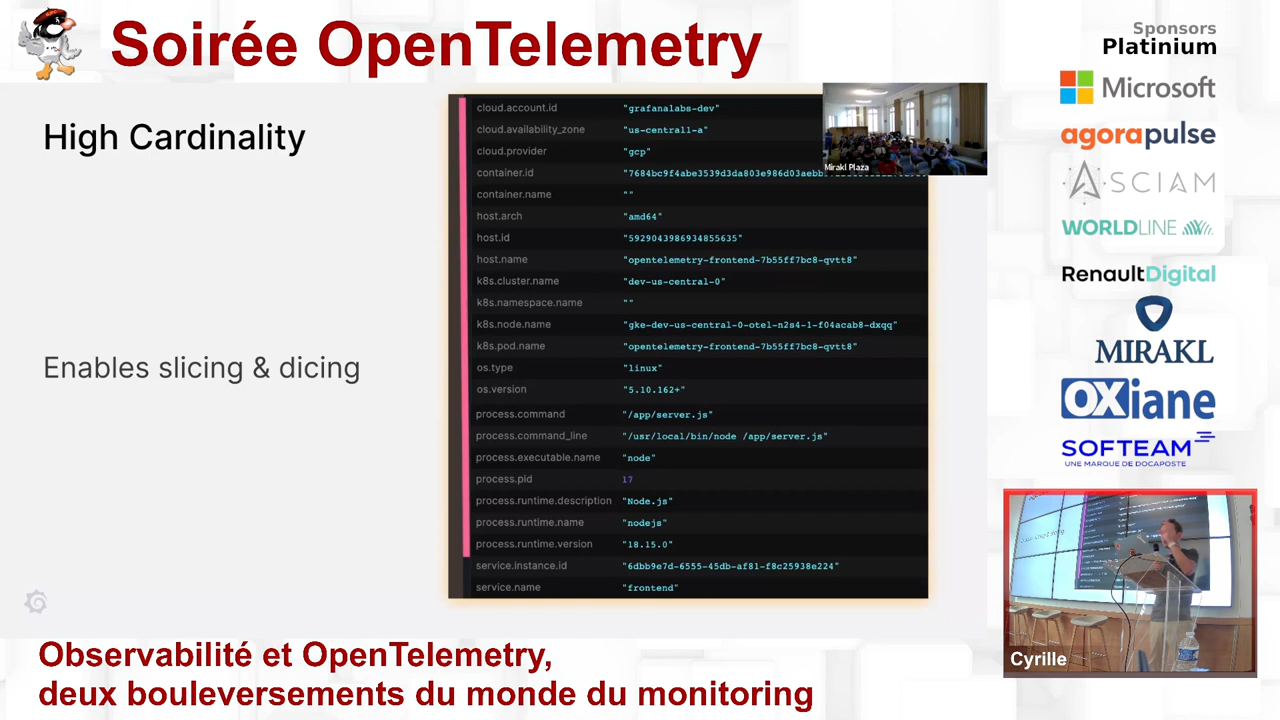 Soirée OpenTelemetry
Sponsors
Platinium
Microsoft
agorapulse
ASCIAM
WORLDLINE
RenaultDigital
MIRAKL
OXiane
SOFTEAM
UNE MARQUE DE DOCAPOSTE
High Cardinality
Enables slicing & dicing
cloud.account.id "grafanalabs-dev"
cloud.availability_zone "us-central1-a"
cloud.provider "gcp"
container.id "7684bc9f4abe3539d3da803e986d03aebb
container.name ""
host.arch "amd64"
host.id "5929043986934855635"
host.name "opentelemetry-frontend-7b55ff7bc8-qvtt8"
k8s.cluster.name "dev-us-central-0"
k8s.namespace.name ""
k8s.node.name "gke-dev-us-central-0-otel-n2s4-1-f04acab8-dxqq"
k8s.pod.name "opentelemetry-frontend-7b55ff7bc8-qvtt8"
os.type "linux"
os.version "5.10.162+"
process.command "/app/server.js"
process.command_line "/usr/local/bin/node /app/server.js"
process.executable.name "node"
process.pid 17
process.runtime.description "Node.js"
process.runtime.name "nodejs"
process.runtime.version "18.15.0"
service.instance.id "6dbb9e7d-6555-45db-af81-f8c25938e224"
service.name "frontend"
Mirakl Plaza
Cyrille
Observabilité et OpenTelemetry,
deux bouleversements du monde du monitoring